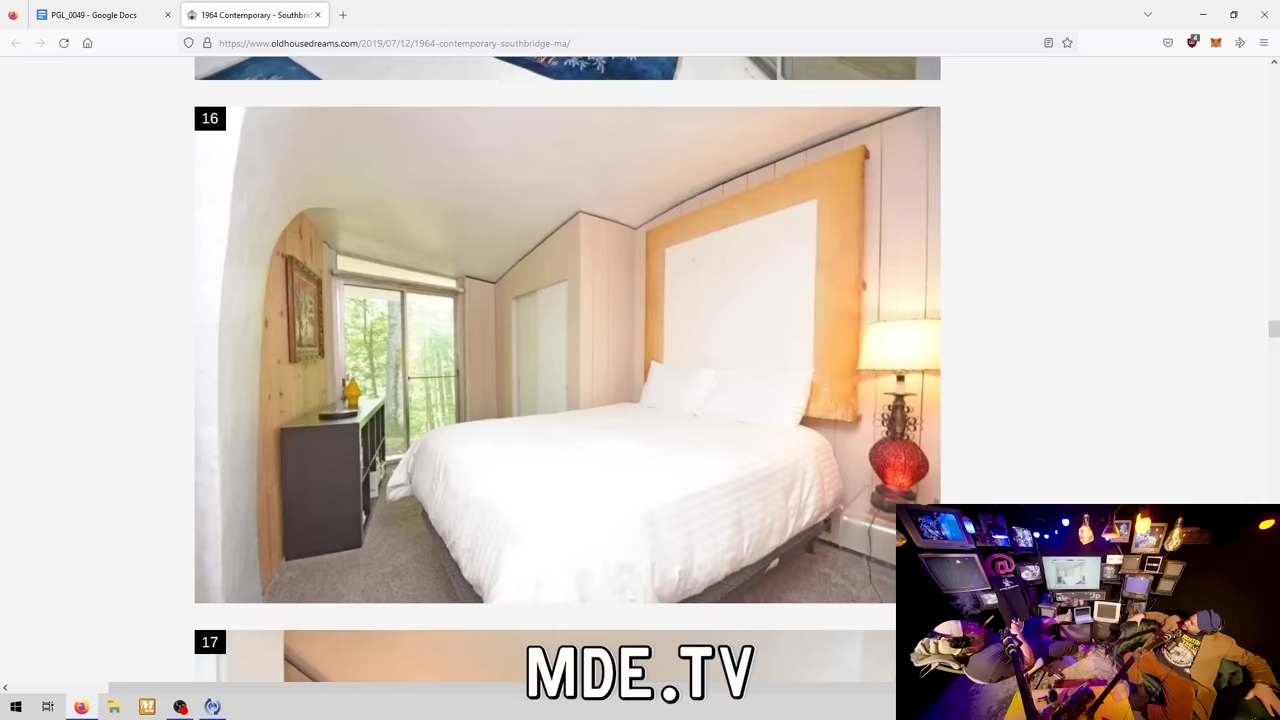 PGL_0049 - Google Docs
1964 Contemporary - Southbri
https://www.oldhousedreams.com/2019/07/12/1964-contemporary-southbridge-ma/
16
17
MDE.TV